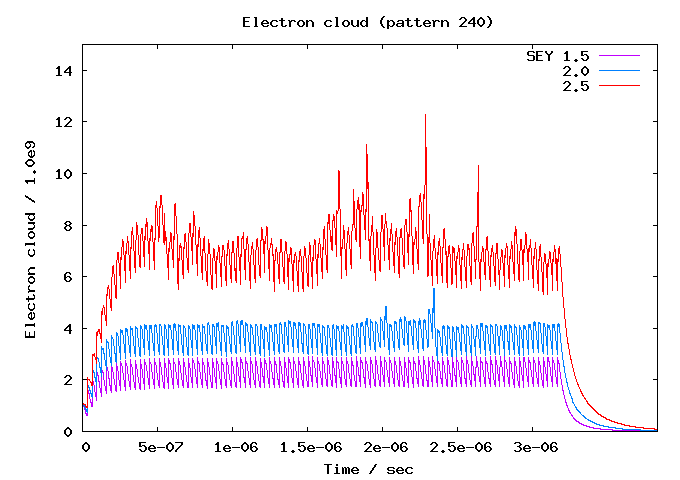 Electron cloud (pattern 240)
SEY 1.5
2.0
2.5
14
12
10
8
6
4
2
0
Electron cloud / 1.0e9
0 5e-07 1e-06 1.5e-06 2e-06 2.5e-06 3e-06
Time / sec